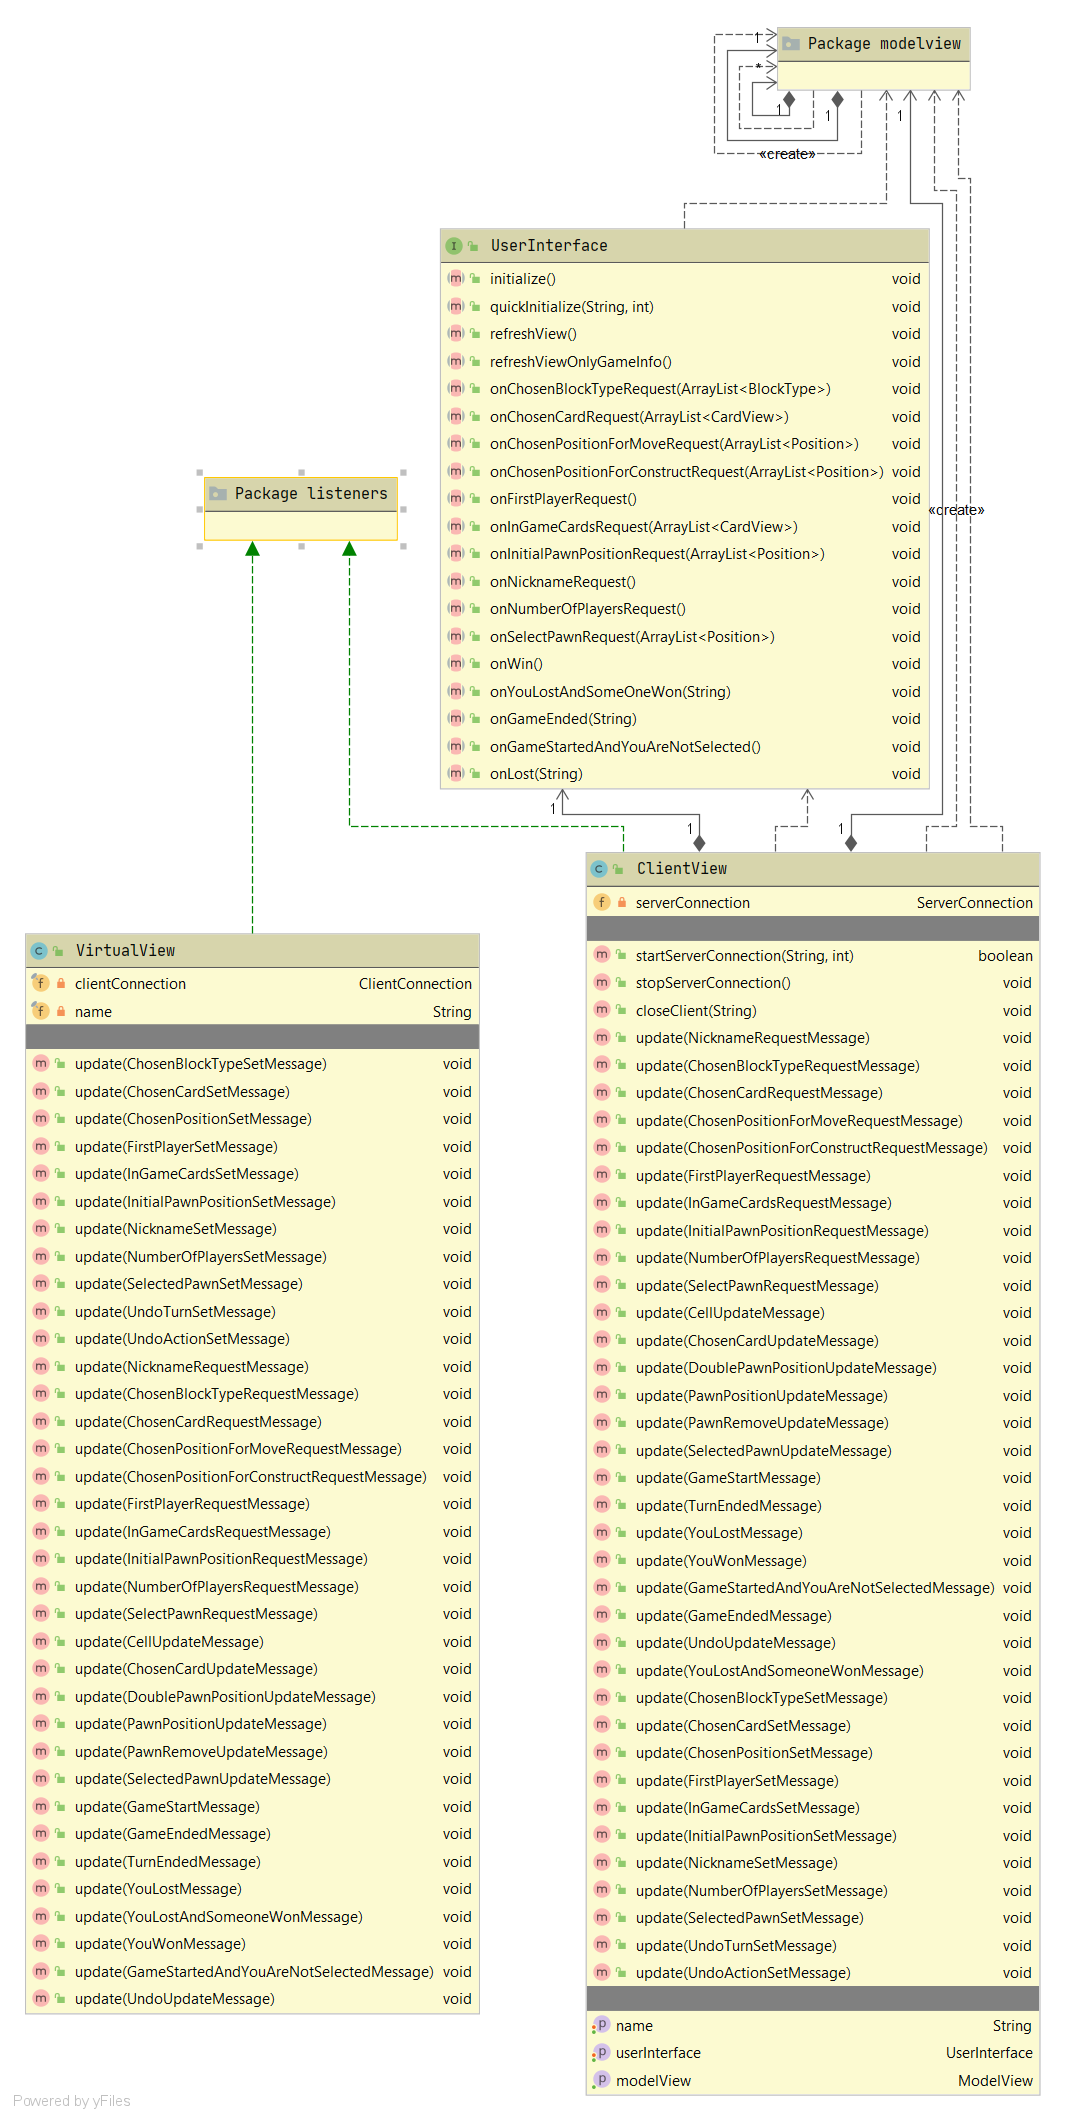 Package modelview
1
*
1
1
1
«create»
I UserInterface
m initialize() void
m quickInitialize(String, int) void
m refreshView() void
m refreshViewOnlyGameInfo() void
m onChosenBlockTypeRequest(ArrayList<BlockType>) void
m onChosenCardRequest(ArrayList<CardView>) void
m onChosenPositionForMoveRequest(ArrayList<Position>) void
m onChosenPositionForConstructRequest(ArrayList<Position>) void
m onFirstPlayerRequest() void
m onInGameCardsRequest(ArrayList<CardView>) void
m onInitialPawnPositionRequest(ArrayList<Position>) void
m onNicknameRequest() void
m onNumberOfPlayersRequest() void
m onSelectPawnRequest(ArrayList<Position>) void
m onWin() void
m onYouLostAndSomeOneWon(String) void
m onGameEnded(String) void
m onGameStartedAndYouAreNotSelected() void
m onLost(String) void
«create»
Package listeners
1
1
1
C VirtualView
f clientConnection ClientConnection
f name String
m update(ChosenBlockTypeSetMessage) void
m update(ChosenCardSetMessage) void
m update(ChosenPositionSetMessage) void
m update(FirstPlayerSetMessage) void
m update(InGameCardsSetMessage) void
m update(InitialPawnPositionSetMessage) void
m update(NicknameSetMessage) void
m update(NumberOfPlayersSetMessage) void
m update(SelectedPawnSetMessage) void
m update(UndoTurnSetMessage) void
m update(UndoActionSetMessage) void
m update(NicknameRequestMessage) void
m update(ChosenBlockTypeRequestMessage) void
m update(ChosenCardRequestMessage) void
m update(ChosenPositionForMoveRequestMessage) void
m update(ChosenPositionForConstructRequestMessage) void
m update(FirstPlayerRequestMessage) void
m update(InGameCardsRequestMessage) void
m update(InitialPawnPositionRequestMessage) void
m update(NumberOfPlayersRequestMessage) void
m update(SelectPawnRequestMessage) void
m update(CellUpdateMessage) void
m update(ChosenCardUpdateMessage) void
m update(DoublePawnPositionUpdateMessage) void
m update(PawnPositionUpdateMessage) void
m update(PawnRemoveUpdateMessage) void
m update(SelectedPawnUpdateMessage) void
m update(GameStartMessage) void
m update(GameEndedMessage) void
m update(TurnEndedMessage) void
m update(YouLostMessage) void
m update(YouLostAndSomeoneWonMessage) void
m update(YouWonMessage) void
m update(GameStartedAndYouAreNotSelectedMessage) void
m update(UndoUpdateMessage) void
C ClientView
f serverConnection ServerConnection
m startServerConnection(String, int) boolean
m stopServerConnection() void
m closeClient(String) void
m update(NicknameRequestMessage) void
m update(ChosenBlockTypeRequestMessage) void
m update(ChosenCardRequestMessage) void
m update(ChosenPositionForMoveRequestMessage) void
m update(ChosenPositionForConstructRequestMessage) void
m update(FirstPlayerRequestMessage) void
m update(InGameCardsRequestMessage) void
m update(InitialPawnPositionRequestMessage) void
m update(NumberOfPlayersRequestMessage) void
m update(SelectPawnRequestMessage) void
m update(CellUpdateMessage) void
m update(ChosenCardUpdateMessage) void
m update(DoublePawnPositionUpdateMessage) void
m update(PawnPositionUpdateMessage) void
m update(PawnRemoveUpdateMessage) void
m update(SelectedPawnUpdateMessage) void
m update(GameStartMessage) void
m update(TurnEndedMessage) void
m update(YouLostMessage) void
m update(YouWonMessage) void
m update(GameStartedAndYouAreNotSelectedMessage) void
m update(GameEndedMessage) void
m update(UndoUpdateMessage) void
m update(YouLostAndSomeoneWonMessage) void
m update(ChosenBlockTypeSetMessage) void
m update(ChosenCardSetMessage) void
m update(ChosenPositionSetMessage) void
m update(FirstPlayerSetMessage) void
m update(InGameCardsSetMessage) void
m update(InitialPawnPositionSetMessage) void
m update(NicknameSetMessage) void
m update(NumberOfPlayersSetMessage) void
m update(SelectedPawnSetMessage) void
m update(UndoTurnSetMessage) void
m update(UndoActionSetMessage) void
p name String
p userInterface UserInterface
p modelView ModelView
Powered by yFiles